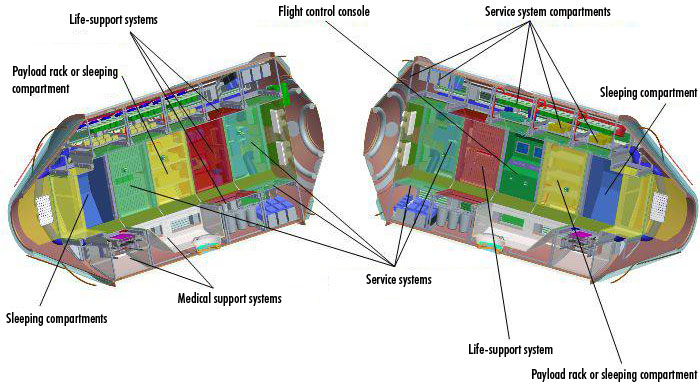 Life-support systems
Flight control console
Service system compartments
Payload rack or sleeping
compartment
Sleeping compartment
Service systems
Medical support systems
Sleeping compartments
Life-support system
Payload rack or sleeping compartment